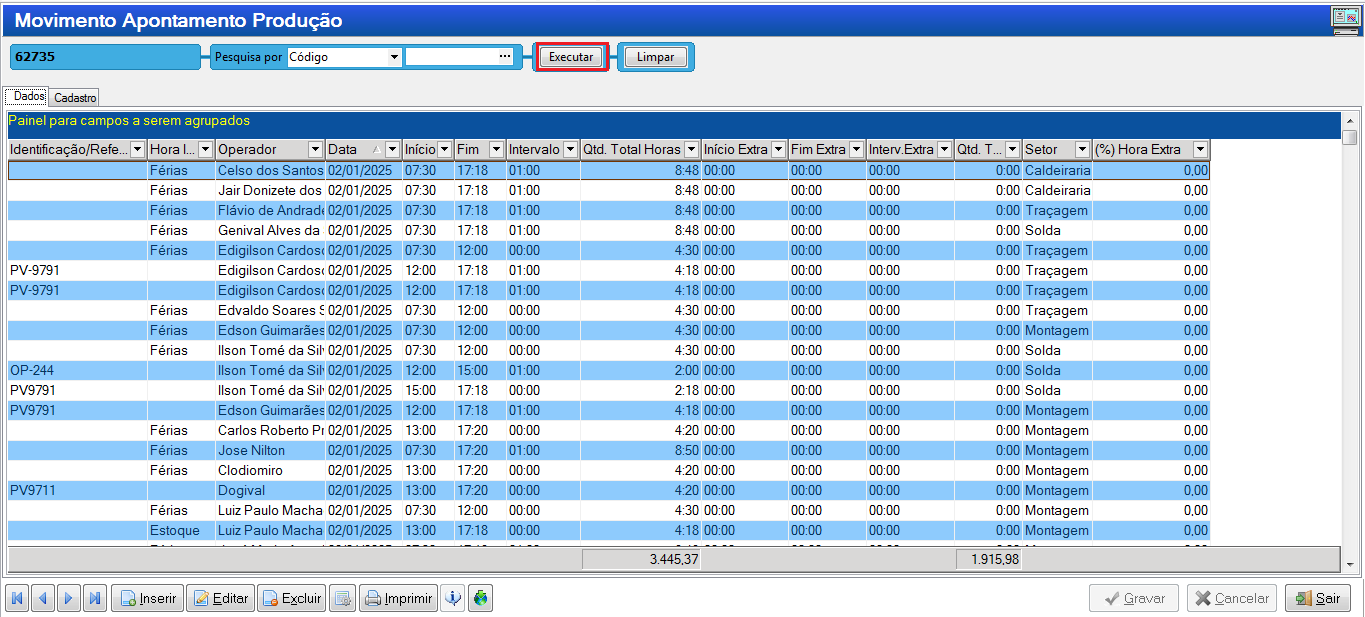 Movimento Apontamento Produção
62735 Pesquisa por Código ... Executar Limpar
Dados Cadastro
Painel para campos a serem agrupados
Identificação/Refe... Hora I... Operador Data Início Fim Intervalo Qtd. Total Horas Início Extra Fim Extra Interv.Extra Qtd. T... Setor (%) Hora Extra
Férias Celso dos Santos 02/01/2025 07:30 17:18 01:00 8:48 00:00 00:00 00:00 0:00 Caldeiraria 0,00
Férias Jair Donizete dos 02/01/2025 07:30 17:18 01:00 8:48 00:00 00:00 00:00 0:00 Caldeiraria 0,00
Férias Flávio de Andrade 02/01/2025 07:30 17:18 01:00 8:48 00:00 00:00 00:00 0:00 Traçagem 0,00
Férias Genival Alves da 02/01/2025 07:30 17:18 01:00 8:48 00:00 00:00 00:00 0:00 Solda 0,00
Férias Edigilson Cardoso 02/01/2025 07:30 12:00 00:00 4:30 00:00 00:00 00:00 0:00 Traçagem 0,00
PV-9791 Edigilson Cardoso 02/01/2025 12:00 17:18 01:00 4:18 00:00 00:00 00:00 0:00 Traçagem 0,00
PV-9791 Edigilson Cardoso 02/01/2025 12:00 17:18 01:00 4:18 00:00 00:00 00:00 0:00 Traçagem 0,00
Férias Edvaldo Soares S 02/01/2025 07:30 12:00 00:00 4:30 00:00 00:00 00:00 0:00 Traçagem 0,00
Férias Edson Guimarães 02/01/2025 07:30 12:00 00:00 4:30 00:00 00:00 00:00 0:00 Montagem 0,00
Férias Ilson Tomé da Silv 02/01/2025 07:30 12:00 00:00 4:30 00:00 00:00 00:00 0:00 Solda 0,00
OP-244 Ilson Tomé da Silv 02/01/2025 12:00 15:00 01:00 2:00 00:00 00:00 00:00 0:00 Solda 0,00
PV9791 Ilson Tomé da Silv 02/01/2025 15:00 17:18 00:00 2:18 00:00 00:00 00:00 0:00 Solda 0,00
PV9791 Edson Guimarães 02/01/2025 12:00 17:18 01:00 4:18 00:00 00:00 00:00 0:00 Montagem 0,00
Férias Carlos Roberto Pr 02/01/2025 13:00 17:20 00:00 4:20 00:00 00:00 00:00 0:00 Montagem 0,00
Férias Jose Nilton 02/01/2025 07:30 17:20 01:00 8:50 00:00 00:00 00:00 0:00 Montagem 0,00
Férias Clodiomiro 02/01/2025 13:00 17:20 00:00 4:20 00:00 00:00 00:00 0:00 Montagem 0,00
PV9711 Dogival 02/01/2025 13:00 17:20 00:00 4:20 00:00 00:00 00:00 0:00 Montagem 0,00
Férias Luiz Paulo Macha 02/01/2025 07:30 12:00 00:00 4:30 00:00 00:00 00:00 0:00 Montagem 0,00
Estoque Luiz Paulo Macha 02/01/2025 13:00 17:18 00:00 4:18 00:00 00:00 00:00 0:00 Montagem 0,00
3.445,37 1.915,98
Inserir Editar Excluir Imprimir Gravar Cancelar Sair